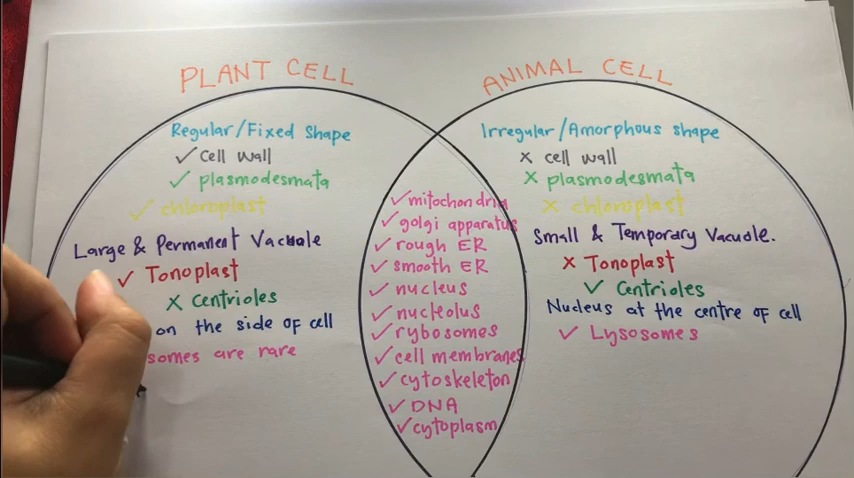 PLANT CELL
Regular/Fixed Shape
✓ cell wall
✓ plasmodesmata
✓ chloroplast
Large & Permanent Vacuole
✓ Tonoplast
X Centrioles
on the side of cell
somes are rare
✓ mitochondria
✓ golgi apparatus
✓ rough ER
✓ smooth ER
✓ nucleus
✓ nucleolus
✓ rybosomes
✓ cell membranes
✓ cytoskeleton
✓ DNA
✓ cytoplasm
ANIMAL CELL
Irregular/Amorphous shape
X cell wall
X plasmodesmata
X chloroplast
Small & Temporary Vacuole.
X Tonoplast
✓ Centrioles
Nucleus at the centre of cell
✓ Lysosomes